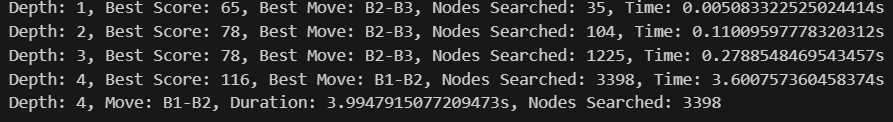 Depth: 1, Best Score: 65, Best Move: B2-B3, Nodes Searched: 35, Time: 0.005083322525024414s
Depth: 2, Best Score: 78, Best Move: B2-B3, Nodes Searched: 104, Time: 0.11009597778320312s
Depth: 3, Best Score: 78, Best Move: B2-B3, Nodes Searched: 1225, Time: 0.2788548469543457s
Depth: 4, Best Score: 116, Best Move: B1-B2, Nodes Searched: 3398, Time: 3.600757360458374s
Depth: 4, Move: B1-B2, Duration: 3.9947915077209473s, Nodes Searched: 3398